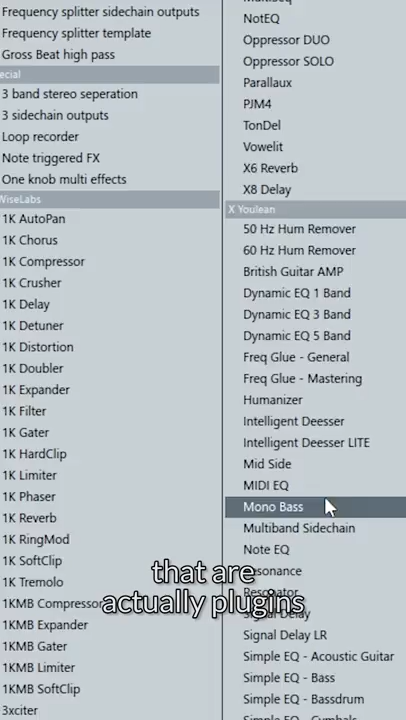 Frequency splitter sidechain outputs
Frequency splitter template
Gross Beat high pass
ecial
3 band stereo seperation
3 sidechain outputs
Loop recorder
Note triggered FX
One knob multi effects
WiseLabs
1K AutoPan
1K Chorus
1K Compressor
1K Crusher
1K Delay
1K Detuner
1K Distortion
1K Doubler
1K Expander
1K Filter
1K Gater
1K HardClip
1K Limiter
1K Phaser
1K Reverb
1K RingMod
1K SoftClip
1K Tremolo
1KMB Compressor
1KMB Expander
1KMB Gater
1KMB Limiter
1KMB SoftClip
3xciter
NotEQ
Oppressor DUO
Oppressor SOLO
Parallaux
PJM4
TonDel
Vowelit
X6 Reverb
X8 Delay
X Youlean
50 Hz Hum Remover
60 Hz Hum Remover
British Guitar AMP
Dynamic EQ 1 Band
Dynamic EQ 3 Band
Dynamic EQ 5 Band
Freq Glue - General
Freq Glue - Mastering
Humanizer
Intelligent Deesser
Intelligent Deesser LITE
Mid Side
MIDI EQ
Mono Bass
Multiband Sidechain
Note EQ
Resonance
Resonator
Signal Delay
Signal Delay LR
Simple EQ - Acoustic Guitar
Simple EQ - Bass
Simple EQ - Bassdrum
that are
actually plugins